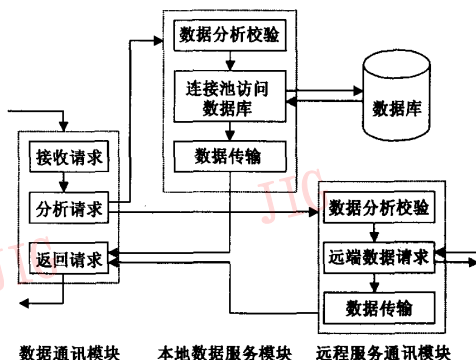 数据分析校验
连接池访问
数据库
数据传输
数据库
接收请求
分析请求
返回请求
数据分析校验
远端数据请求
数据传输
数据通讯模块
本地数据服务模块
远程服务通讯模块
JIG
JIG